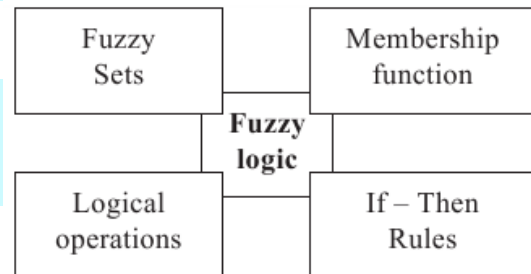 Fuzzy
Sets
Membership
function
Fuzzy
logic
Logical
operations
If – Then
Rules